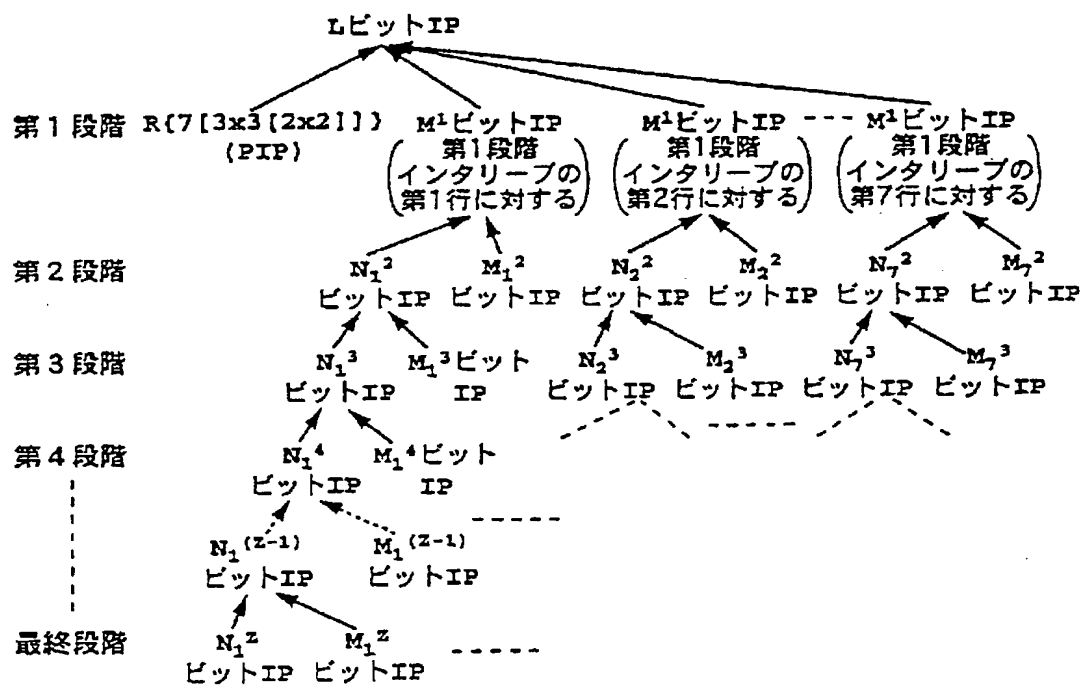 LビットIP
第1段階 R{7[3x3[2x2]]} M¹ビットIP M¹ビットIP --- M¹ビットIP
(PIP) (第1段階 (第1段階 (第1段階
インタリーブの インタリーブの インタリーブの
第1行に対する) 第2行に対する) 第7行に対する)
第2段階 N₁² M₁² N₂² M₂² N₇² M₇²
ビットIP ビットIP ビットIP ビットIP ビットIP ビットIP
第3段階 N₁³ M₁³ビット N₂³ M₂³ N₇³ M₇³
ビットIP IP ビットIP ビットIP ビットIP ビットIP
第4段階 N₁⁴ M₁⁴ビット
ビットIP IP
N₁(Z-1) M₁(Z-1)
ビットIP ビットIP
最終段階 N₁Z M₁Z
ビットIP ビットIP